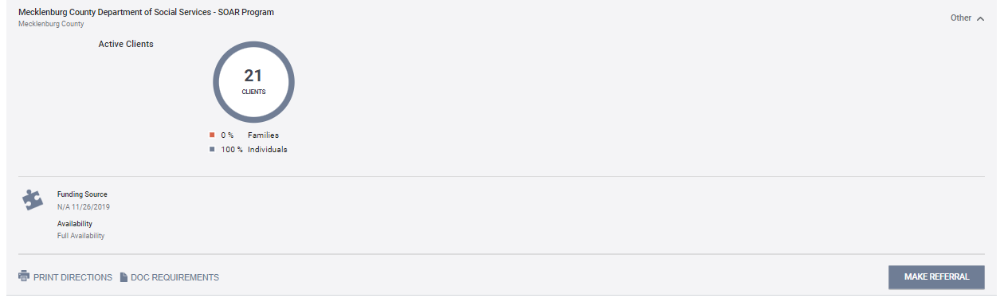 Mecklenburg County Department of Social Services - SOAR Program
Mecklenburg County
Other
Active Clients
21
CLIENTS
0 % Families
100 % Individuals
Funding Source
N/A 11/26/2019
Availability
Full Availability
PRINT DIRECTIONS DOC REQUIREMENTS
MAKE REFERRAL